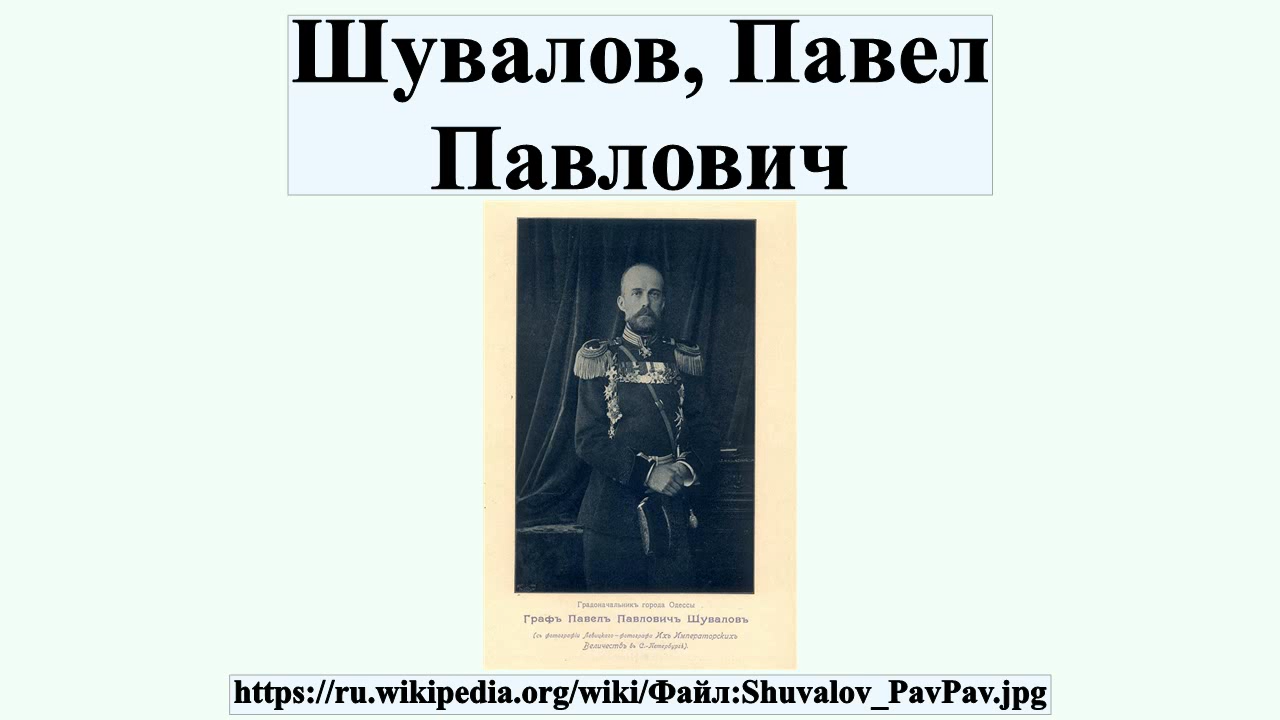 Шувалов, Павел
Павлович
Градоначальникъ города Одессы
Графъ Павелъ Павловичъ Шуваловъ
(съ фотографіи Левицкаго—фотографа Ихъ Императорскихъ
Величествъ въ С.-Петербургѣ).
https://ru.wikipedia.org/wiki/Файл:Shuvalov_PavPav.jpg